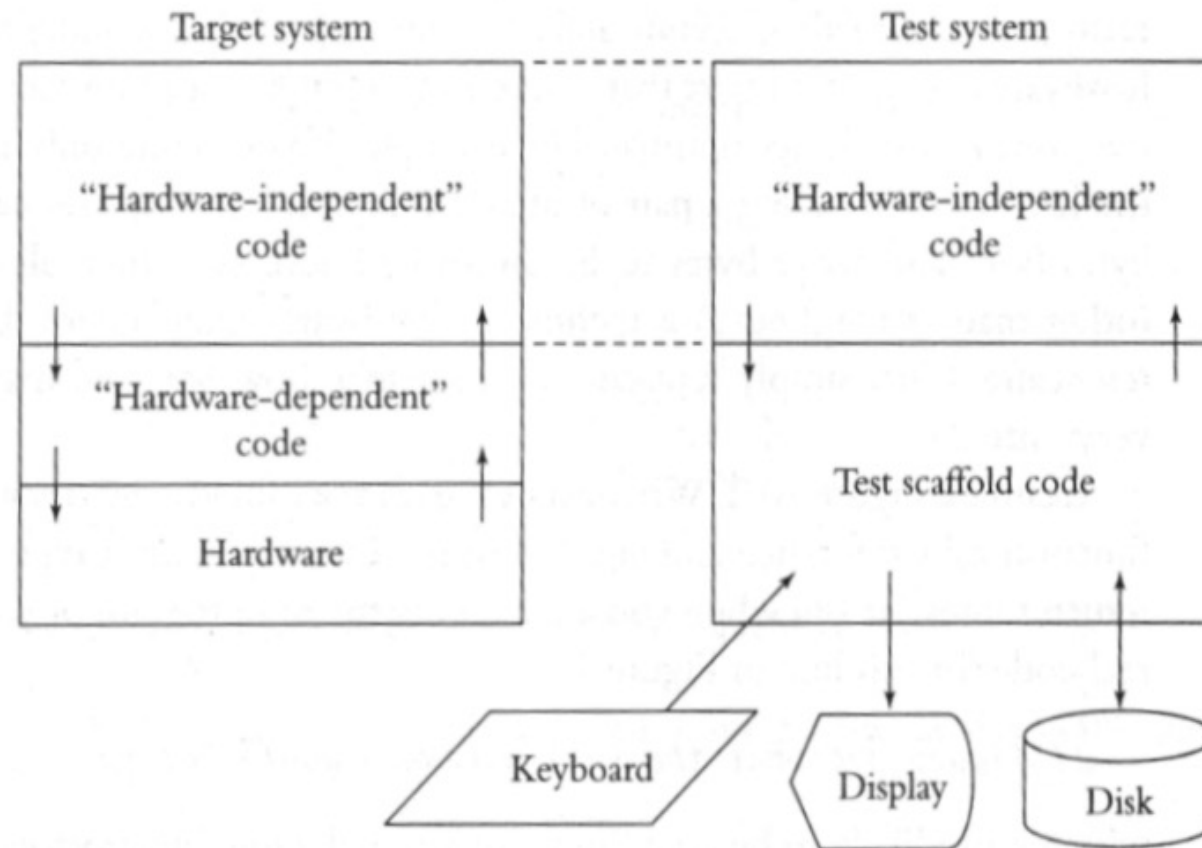 Target system
Test system
“Hardware-independent”
code
“Hardware-independent”
code
“Hardware-dependent”
code
Test scaffold code
Hardware
Keyboard
Display
Disk